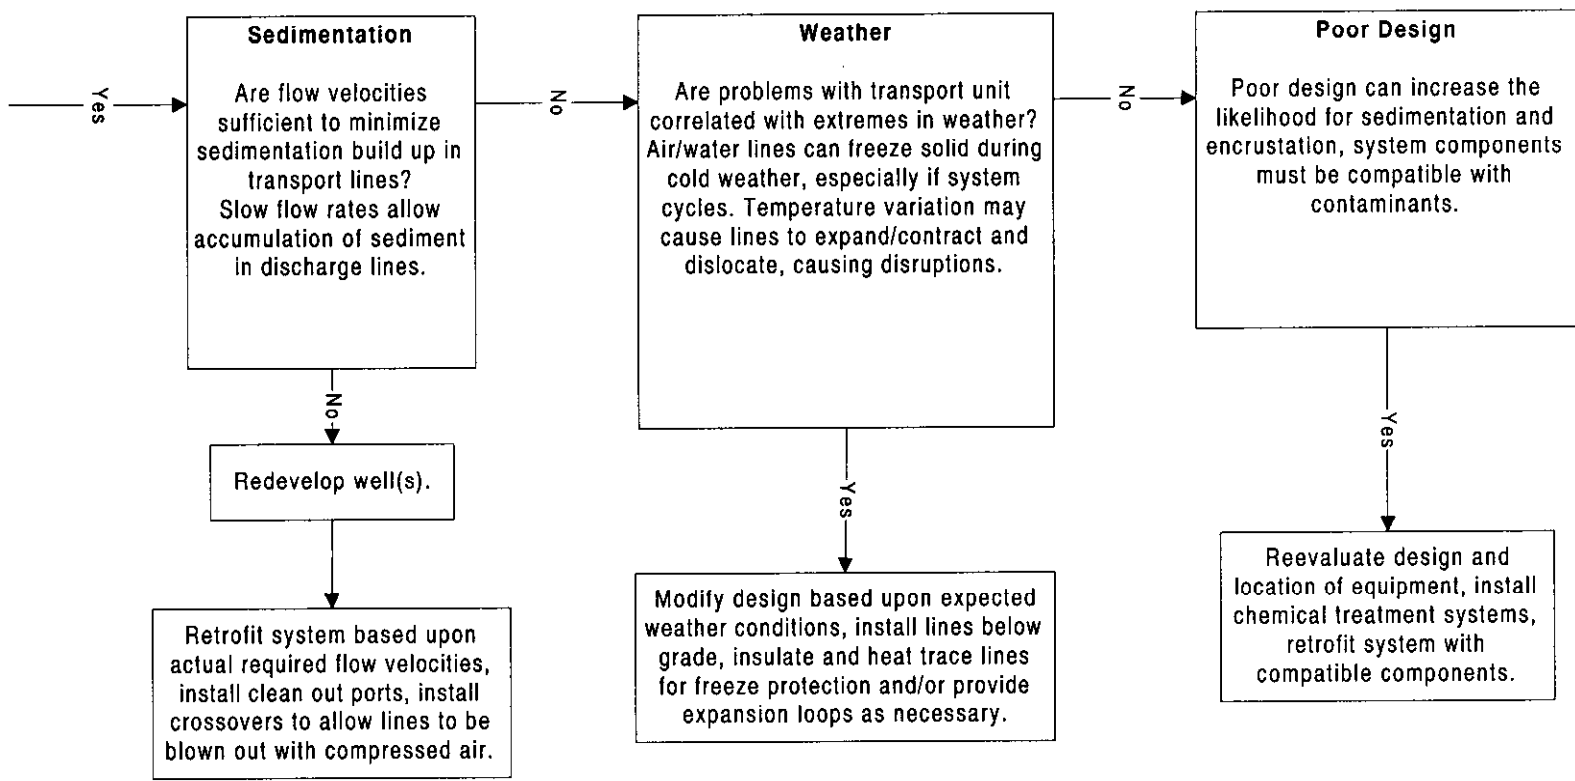 Yes
Sedimentation
Are flow velocities
sufficient to minimize
sedimentation build up in
transport lines?
Slow flow rates allow
accumulation of sediment
in discharge lines.
No
Weather
Are problems with transport unit
correlated with extremes in weather?
Air/water lines can freeze solid during
cold weather, especially if system
cycles. Temperature variation may
cause lines to expand/contract and
dislocate, causing disruptions.
No
Poor Design
Poor design can increase the
likelihood for sedimentation and
encrustation, system components
must be compatible with
contaminants.
No
Redevelop well(s).
Retrofit system based upon
actual required flow velocities,
install clean out ports, install
crossovers to allow lines to be
blown out with compressed air.
Yes
Modify design based upon expected
weather conditions, install lines below
grade, insulate and heat trace lines
for freeze protection and/or provide
expansion loops as necessary.
Yes
Reevaluate design and
location of equipment, install
chemical treatment systems,
retrofit system with
compatible components.